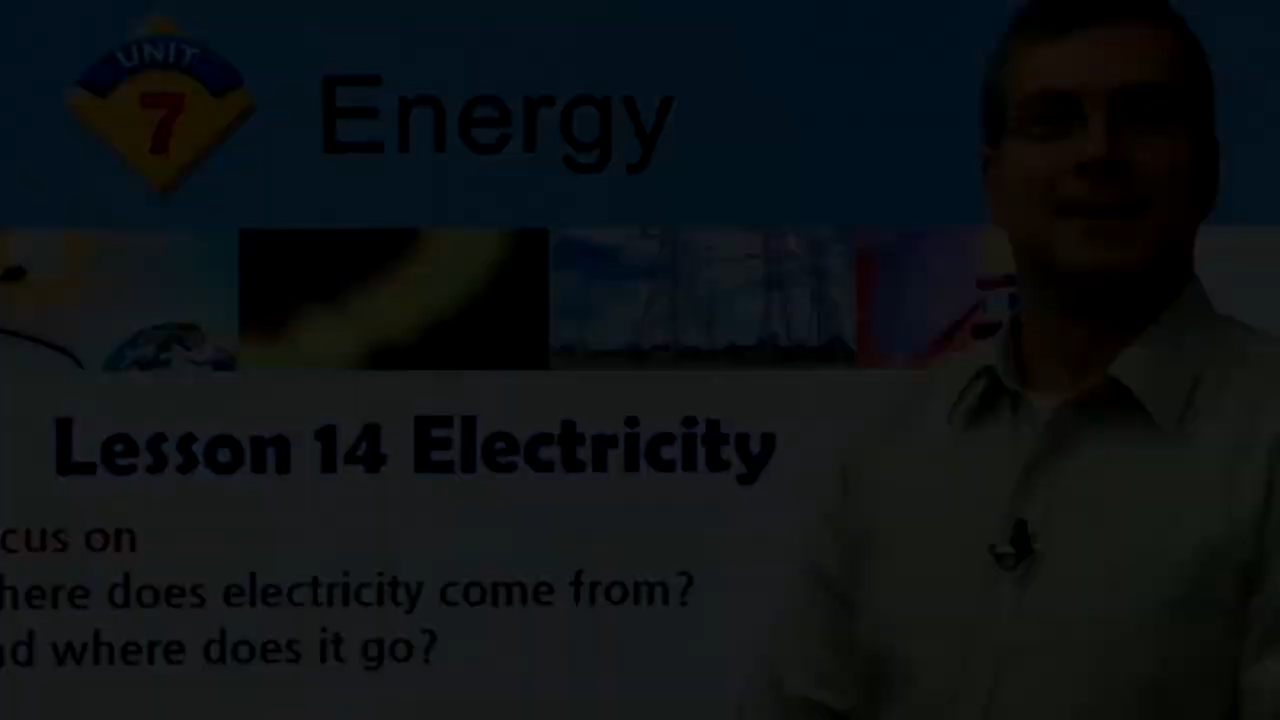 UNIT
7
Energy
Lesson 14 Electricity
cus on
here does electricity come from?
d where does it go?